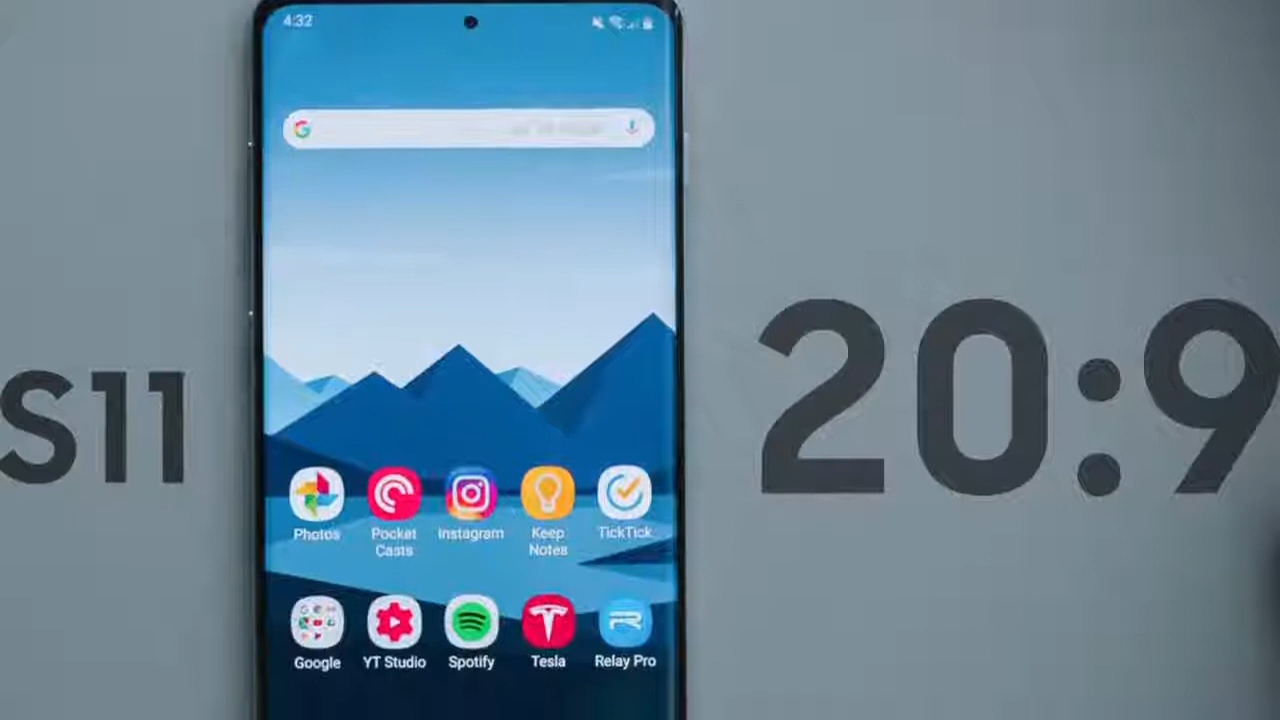 4:32
S11
20:9
Photos
Pocket
Casts
Instagram
Keep
Notes
TickTick
Google
YT Studio
Spotify
Tesla
Relay Pro